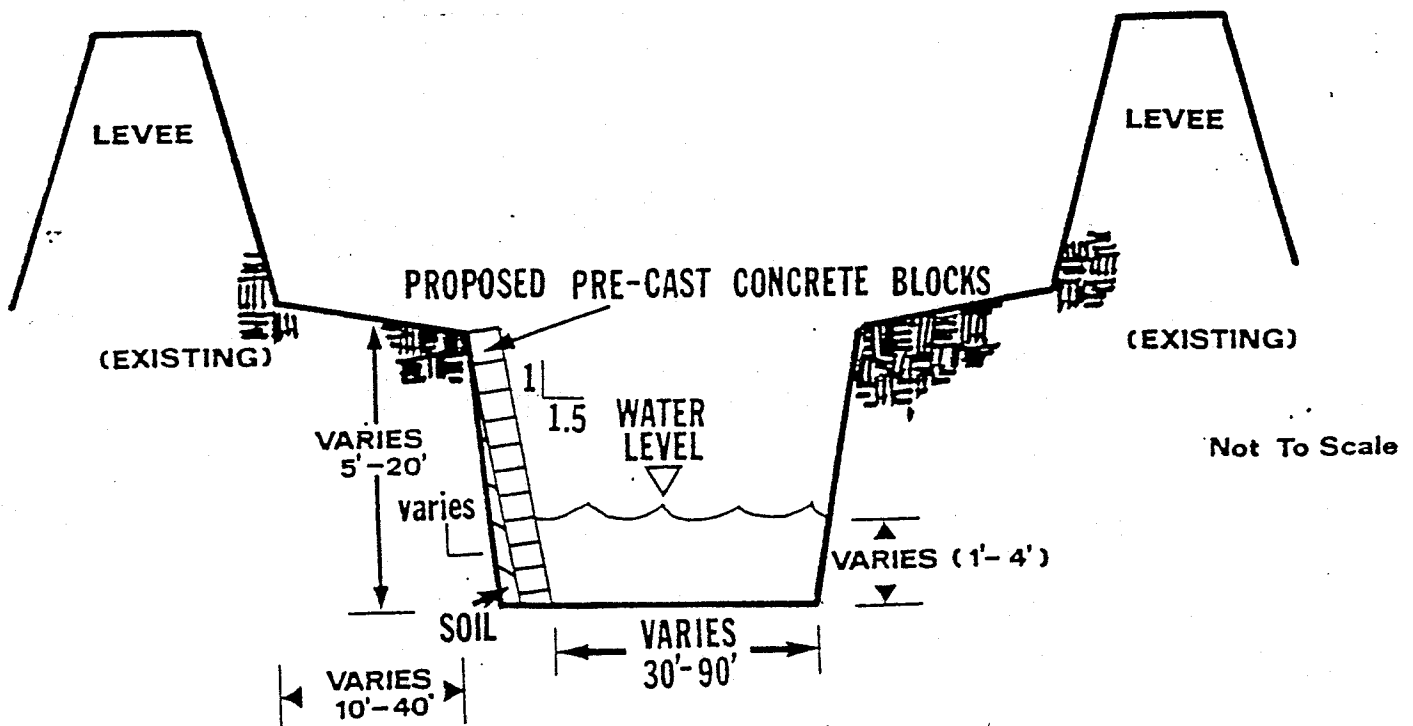 LEVEE
LEVEE
PROPOSED PRE-CAST CONCRETE BLOCKS
(EXISTING)
(EXISTING)
1
1.5
WATER
LEVEL
VARIES
5'-20'
Not To Scale
varies
VARIES (1'-4')
SOIL
VARIES
30'-90'
VARIES
10'-40'